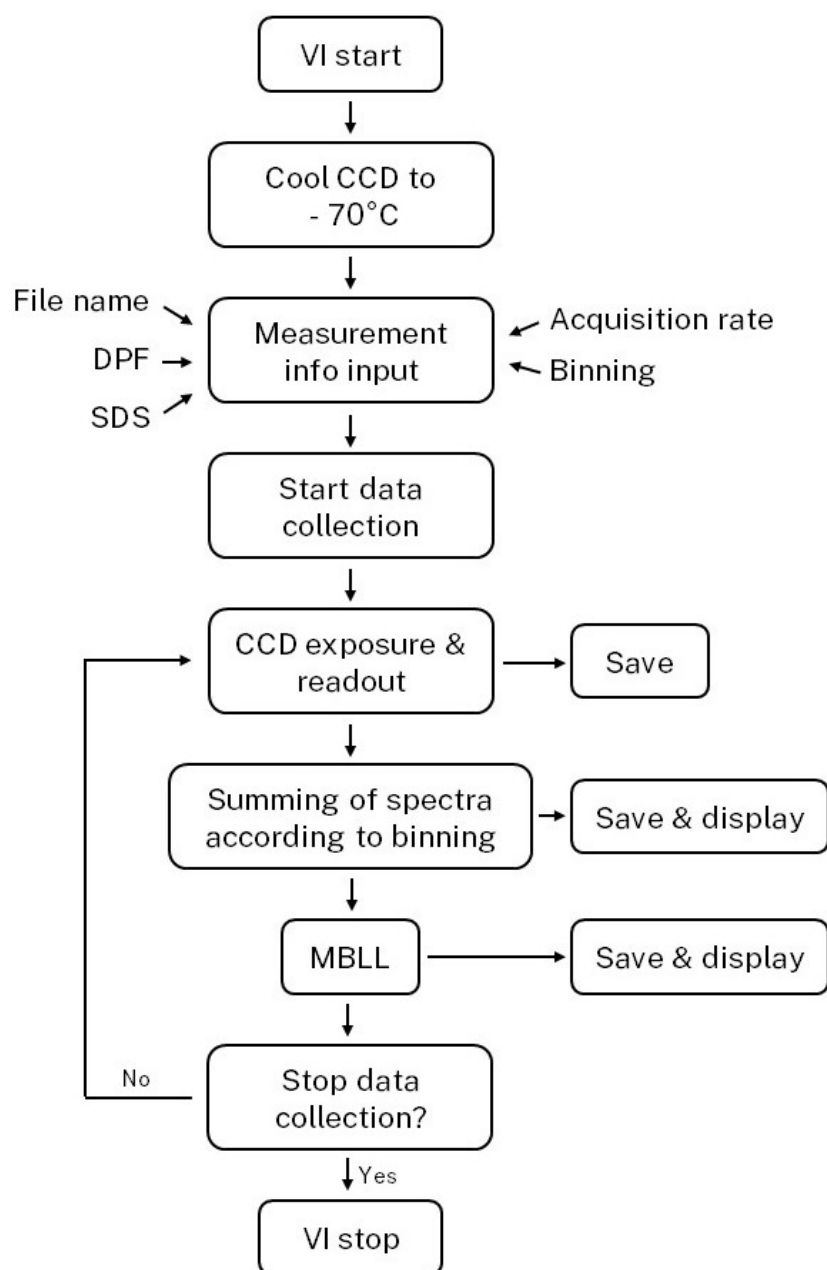 VI start
Cool CCD to
- 70°C
File name
DPF
SDS
Measurement
info input
Acquisition rate
Binning
Start data
collection
CCD exposure &
readout
Save
Summing of spectra
according to binning
Save & display
MBLL
Save & display
Stop data
collection?
No
Yes
VI stop